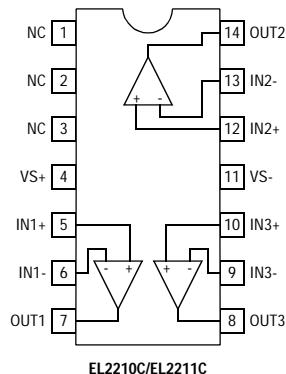 NC 1
NC 2
NC 3
VS+ 4
IN1+ 5
IN1- 6
OUT1 7
14 OUT2
13 IN2-
12 IN2+
11 VS-
10 IN3+
9 IN3-
8 OUT3
+ -
- +
+ -
EL2210C/EL2211C